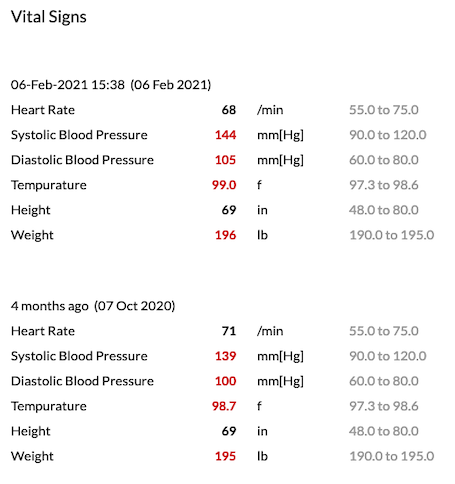 Vital Signs
06-Feb-2021 15:38 (06 Feb 2021)
Heart Rate 68 /min 55.0 to 75.0
Systolic Blood Pressure 144 mm[Hg] 90.0 to 120.0
Diastolic Blood Pressure 105 mm[Hg] 60.0 to 80.0
Tempurature 99.0 f 97.3 to 98.6
Height 69 in 48.0 to 80.0
Weight 196 lb 190.0 to 195.0
4 months ago (07 Oct 2020)
Heart Rate 71 /min 55.0 to 75.0
Systolic Blood Pressure 139 mm[Hg] 90.0 to 120.0
Diastolic Blood Pressure 100 mm[Hg] 60.0 to 80.0
Tempurature 98.7 f 97.3 to 98.6
Height 69 in 48.0 to 80.0
Weight 195 lb 190.0 to 195.0